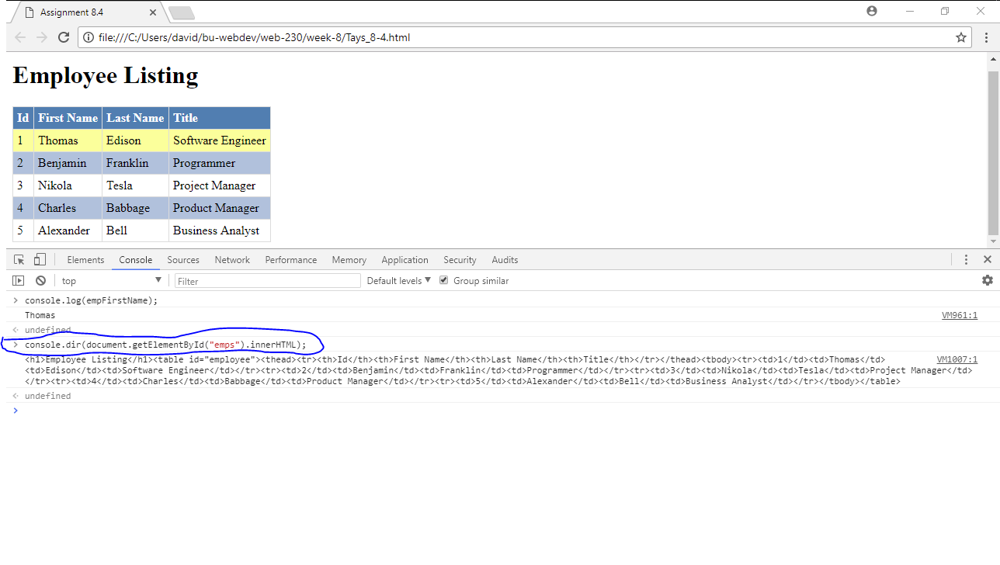 Assignment 8.4
file:///C:/Users/david/bu-webdev/web-230/week-8/Tays_8-4.html
Employee Listing
Id First Name Last Name Title
1 Thomas Edison Software Engineer
2 Benjamin Franklin Programmer
3 Nikola Tesla Project Manager
4 Charles Babbage Product Manager
5 Alexander Bell Business Analyst
Elements Console Sources Network Performance Memory Application Security Audits
top Filter Default levels Group similar
console.log(empFirstName);
Thomas VM961:1
undefined
console.dir(document.getElementById("emps").innerHTML);
<h1>Employee Listing</h1><table id="employee"><thead><tr><th>Id</th><th>First Name</th><th>Last Name</th><th>Title</th></tr></thead><tbody><tr><td>1</td><td>Thomas</td> VM1007:1
<td>Edison</td><td>Software Engineer</td></tr><tr><td>2</td><td>Benjamin</td><td>Franklin</td><td>Programmer</td></tr><tr><td>3</td><td>Nikola</td><td>Tesla</td><td>Project Manager</td>
</tr><tr><td>4</td><td>Charles</td><td>Babbage</td><td>Product Manager</td></tr><tr><td>5</td><td>Alexander</td><td>Bell</td><td>Business Analyst</td></tr></tbody></table>
undefined